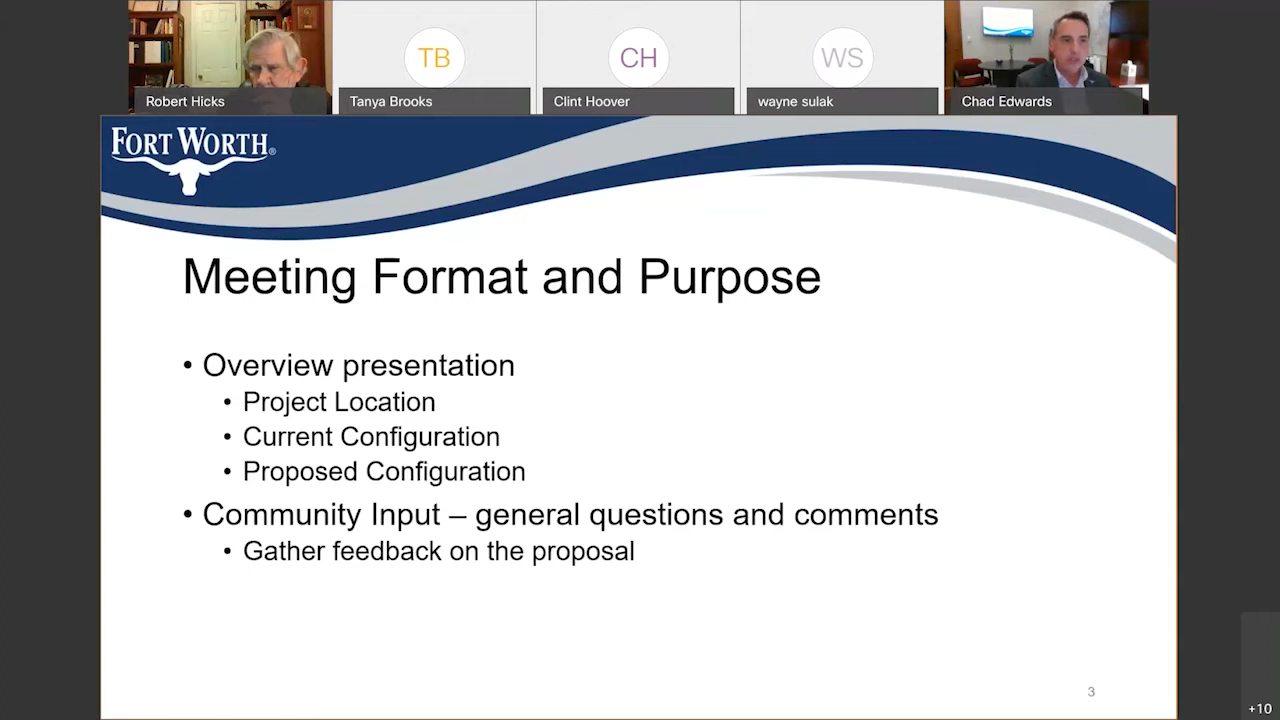 TB
CH
WS
Robert Hicks
Tanya Brooks
Clint Hoover
wayne sulak
Chad Edwards
FORT WORTH®
Meeting Format and Purpose
• Overview presentation
• Project Location
• Current Configuration
• Proposed Configuration
• Community Input – general questions and comments
• Gather feedback on the proposal
3
+10